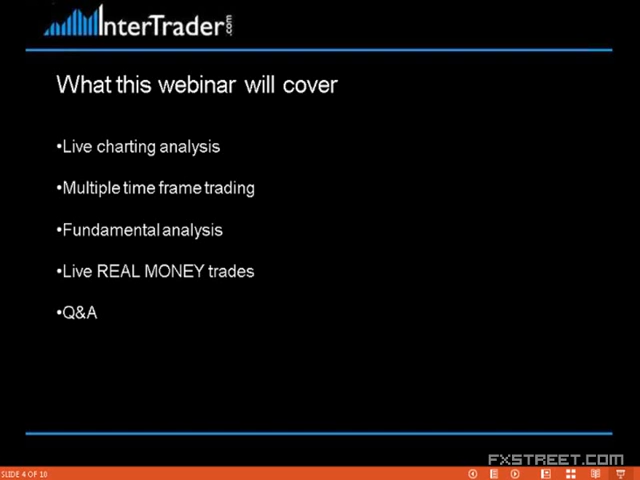 InterTrader.com
What this webinar will cover
•Live charting analysis
•Multiple time frame trading
•Fundamental analysis
•Live REAL MONEY trades
•Q&A
FXSTREET.COM
SLIDE 4 OF 10